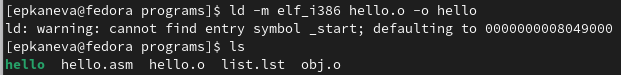 [epkaneva@fedora programs]$ ld -m elf_i386 hello.o -o hello
ld: warning: cannot find entry symbol _start; defaulting to 0000000008049000
[epkaneva@fedora programs]$ ls
hello  hello.asm  hello.o  list.lst  obj.o